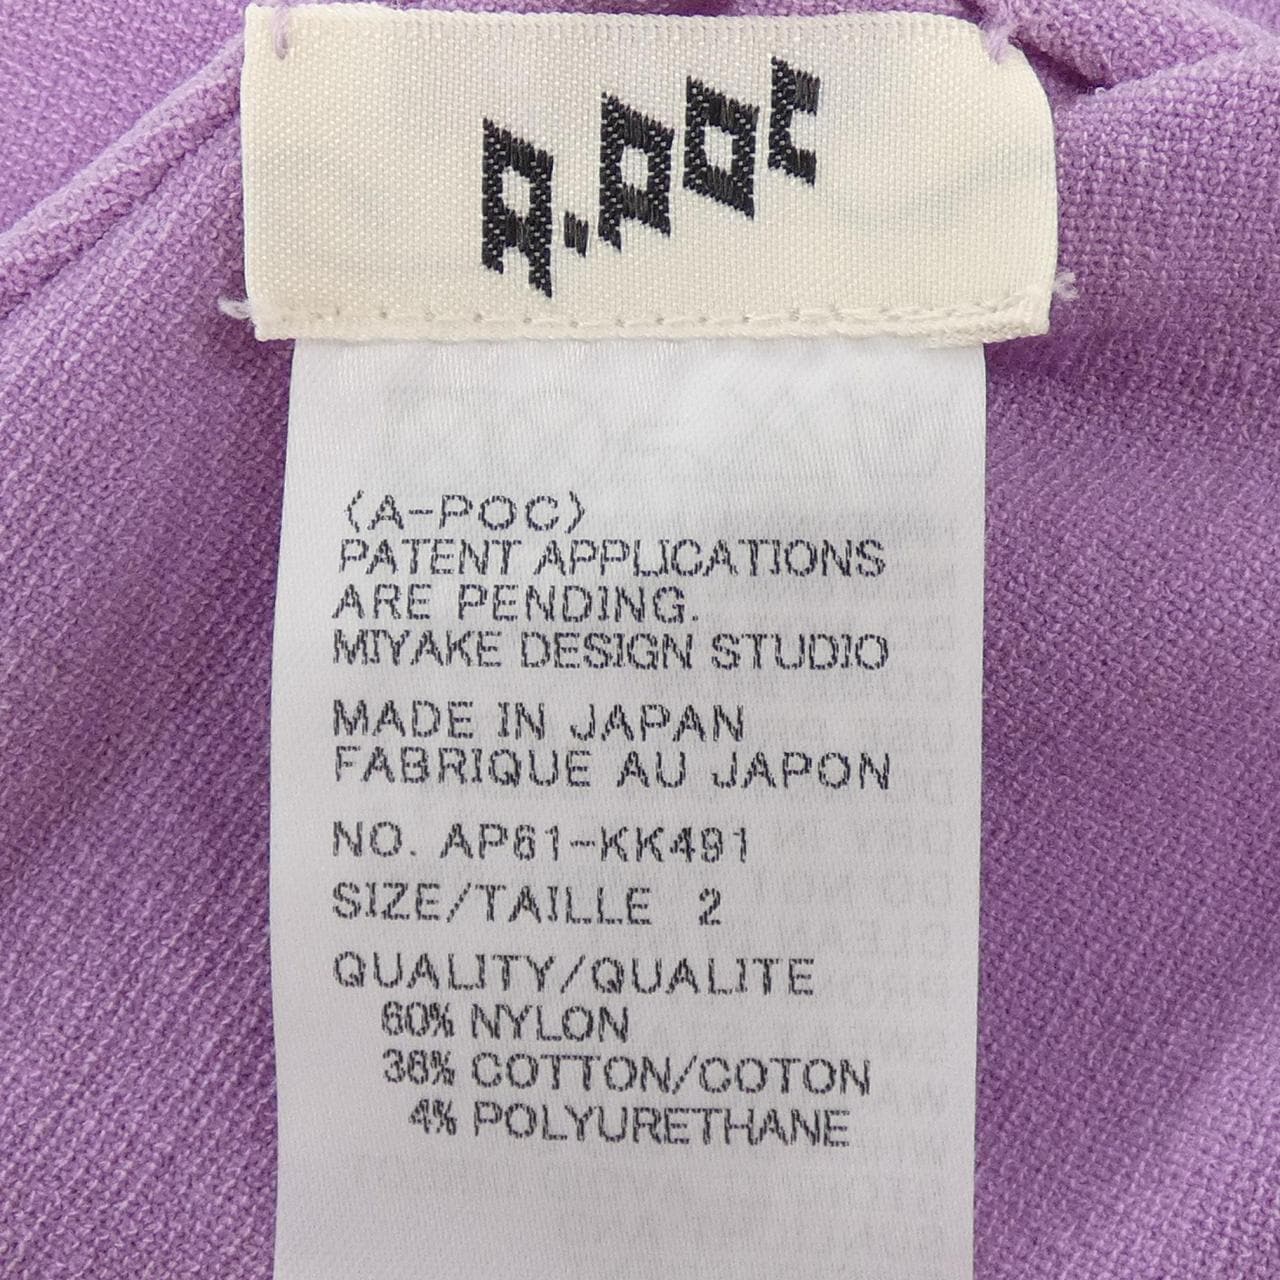 a.poc
〈A-POC〉
PATENT APPLICATIONS
ARE PENDING.
MIYAKE DESIGN STUDIO
MADE IN JAPAN
FABRIQUE AU JAPON
NO. AP61-KK491
SIZE/TAILLE 2
QUALITY/QUALITE
60% NYLON
36% COTTON/COTON
4% POLYURETHANE